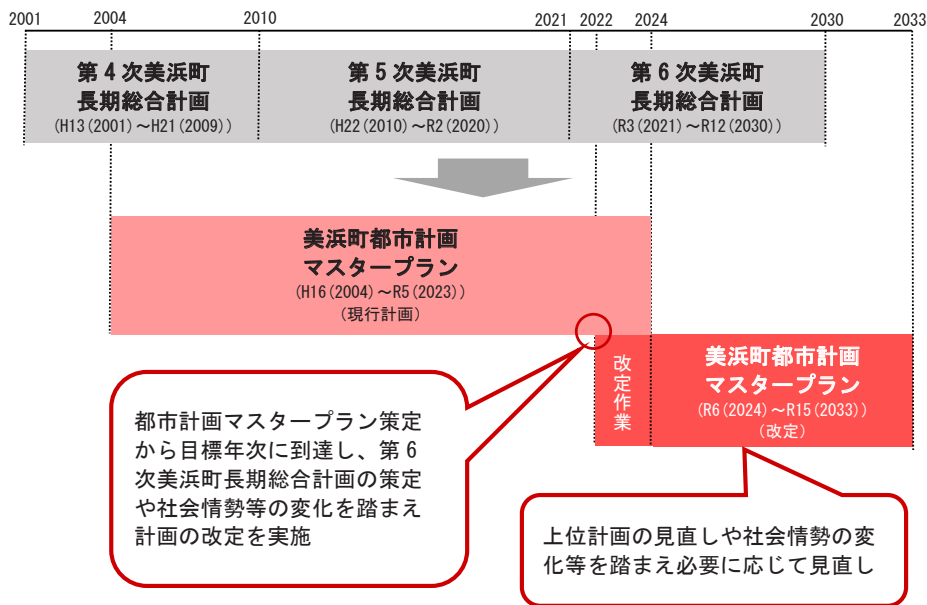 2001 2004 2010 2021 2022 2024 2030 2033
第4次美浜町
長期総合計画
(H13(2001)～H21(2009))
第5次美浜町
長期総合計画
(H22(2010)～R2(2020))
第6次美浜町
長期総合計画
(R3(2021)～R12(2030))
美浜町都市計画
マスタープラン
(H16(2004)～R5(2023))
(現行計画)
改定作業
美浜町都市計画
マスタープラン
(R6(2024)～R15(2033))
(改定)
都市計画マスタープラン策定
から目標年次に到達し、第6
次美浜町長期総合計画の策定
や社会情勢等の変化を踏まえ
計画の改定を実施
上位計画の見直しや社会情勢の変
化等を踏まえ必要に応じて見直し